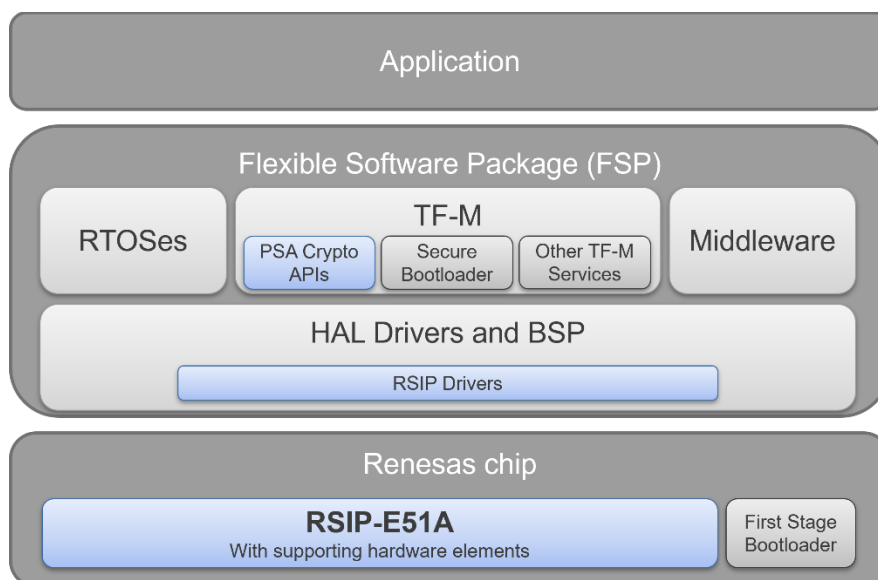 Application
Flexible Software Package (FSP)
RTOSes
TF-M
PSA Crypto
APIs
Secure
Bootloader
Other TF-M
Services
Middleware
HAL Drivers and BSP
RSIP Drivers
Renesas chip
RSIP-E51A
With supporting hardware elements
First Stage
Bootloader